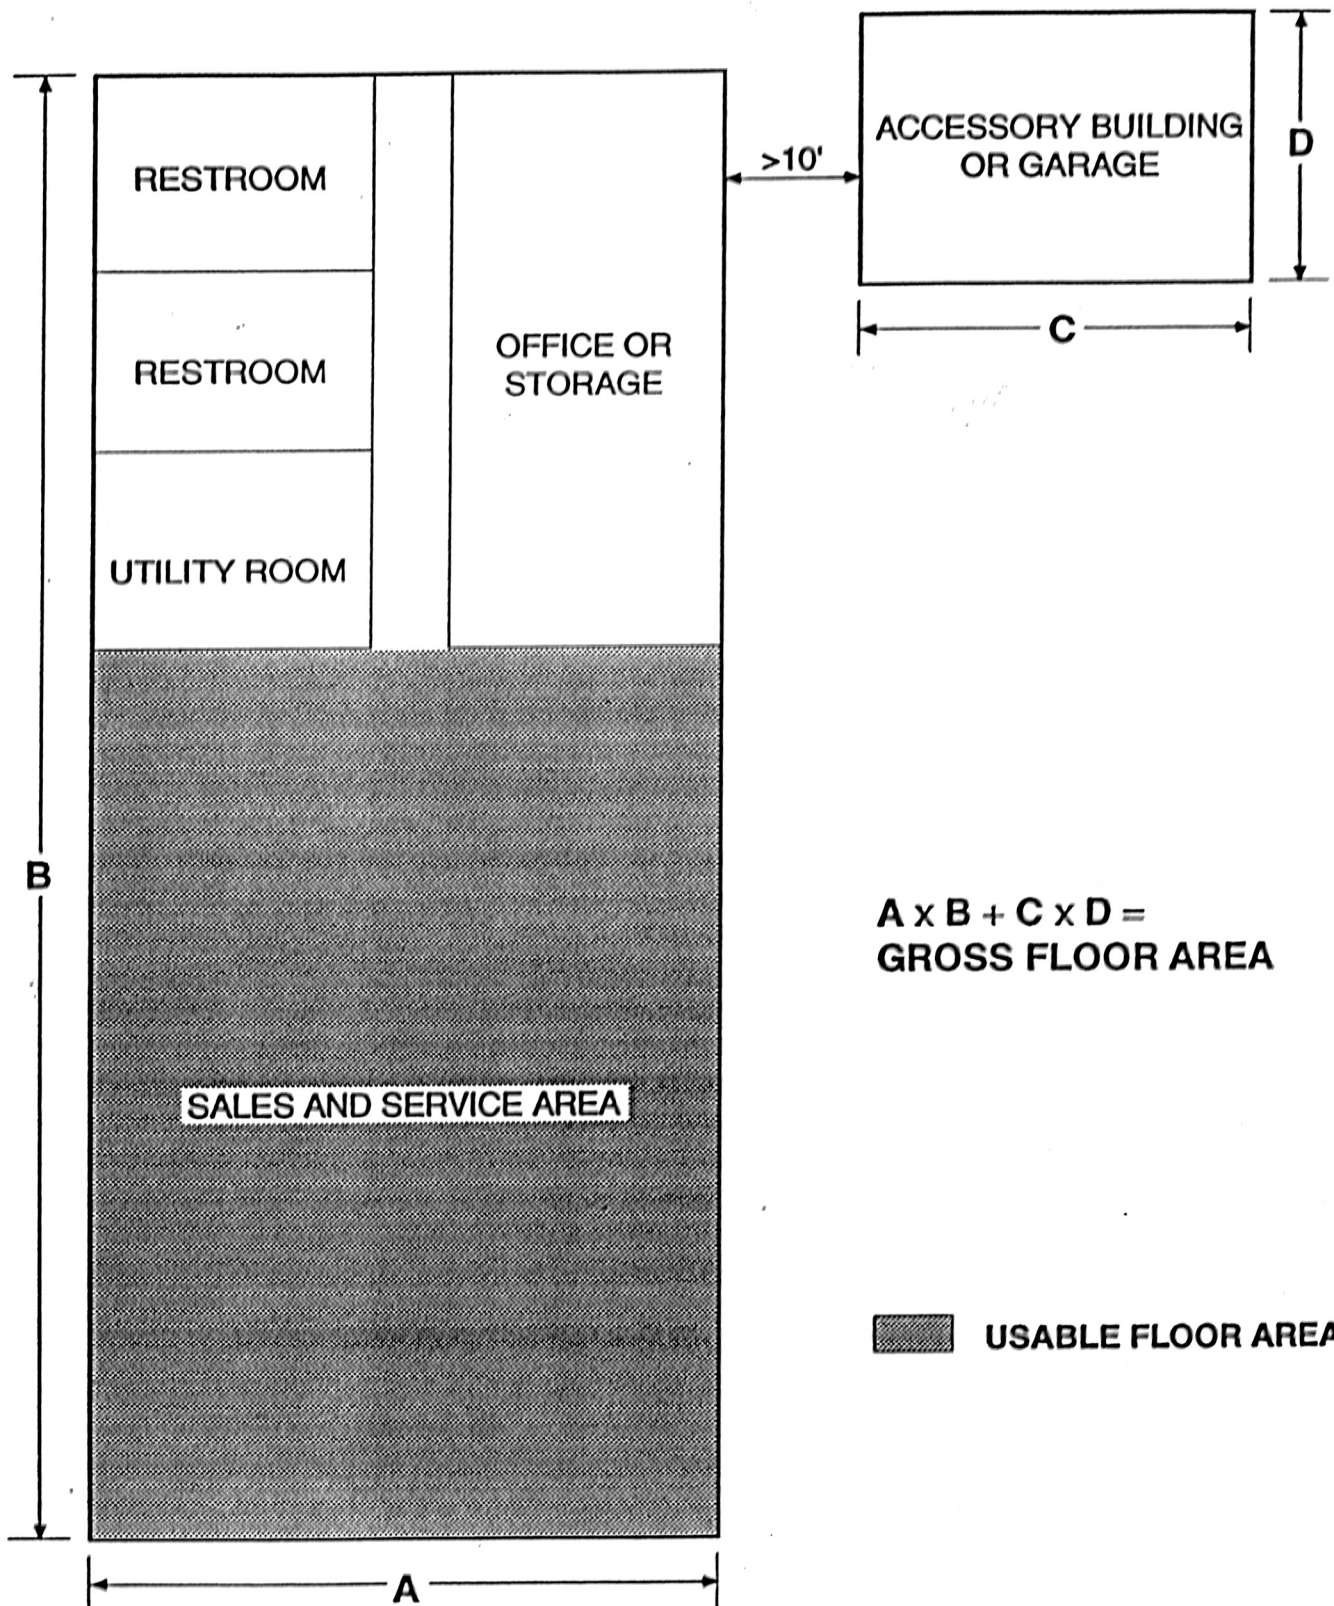 RESTROOM
RESTROOM
UTILITY ROOM
OFFICE OR
STORAGE
>10'
ACCESSORY BUILDING
OR GARAGE
D
C
B
A x B + C x D =
GROSS FLOOR AREA
SALES AND SERVICE AREA
USABLE FLOOR AREA
A